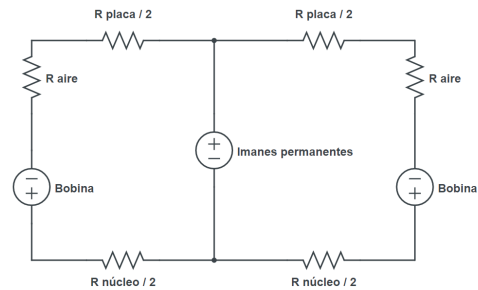 R placa / 2
R placa / 2
R aire
R aire
Imanes permanentes
Bobina
Bobina
R núcleo / 2
R núcleo / 2